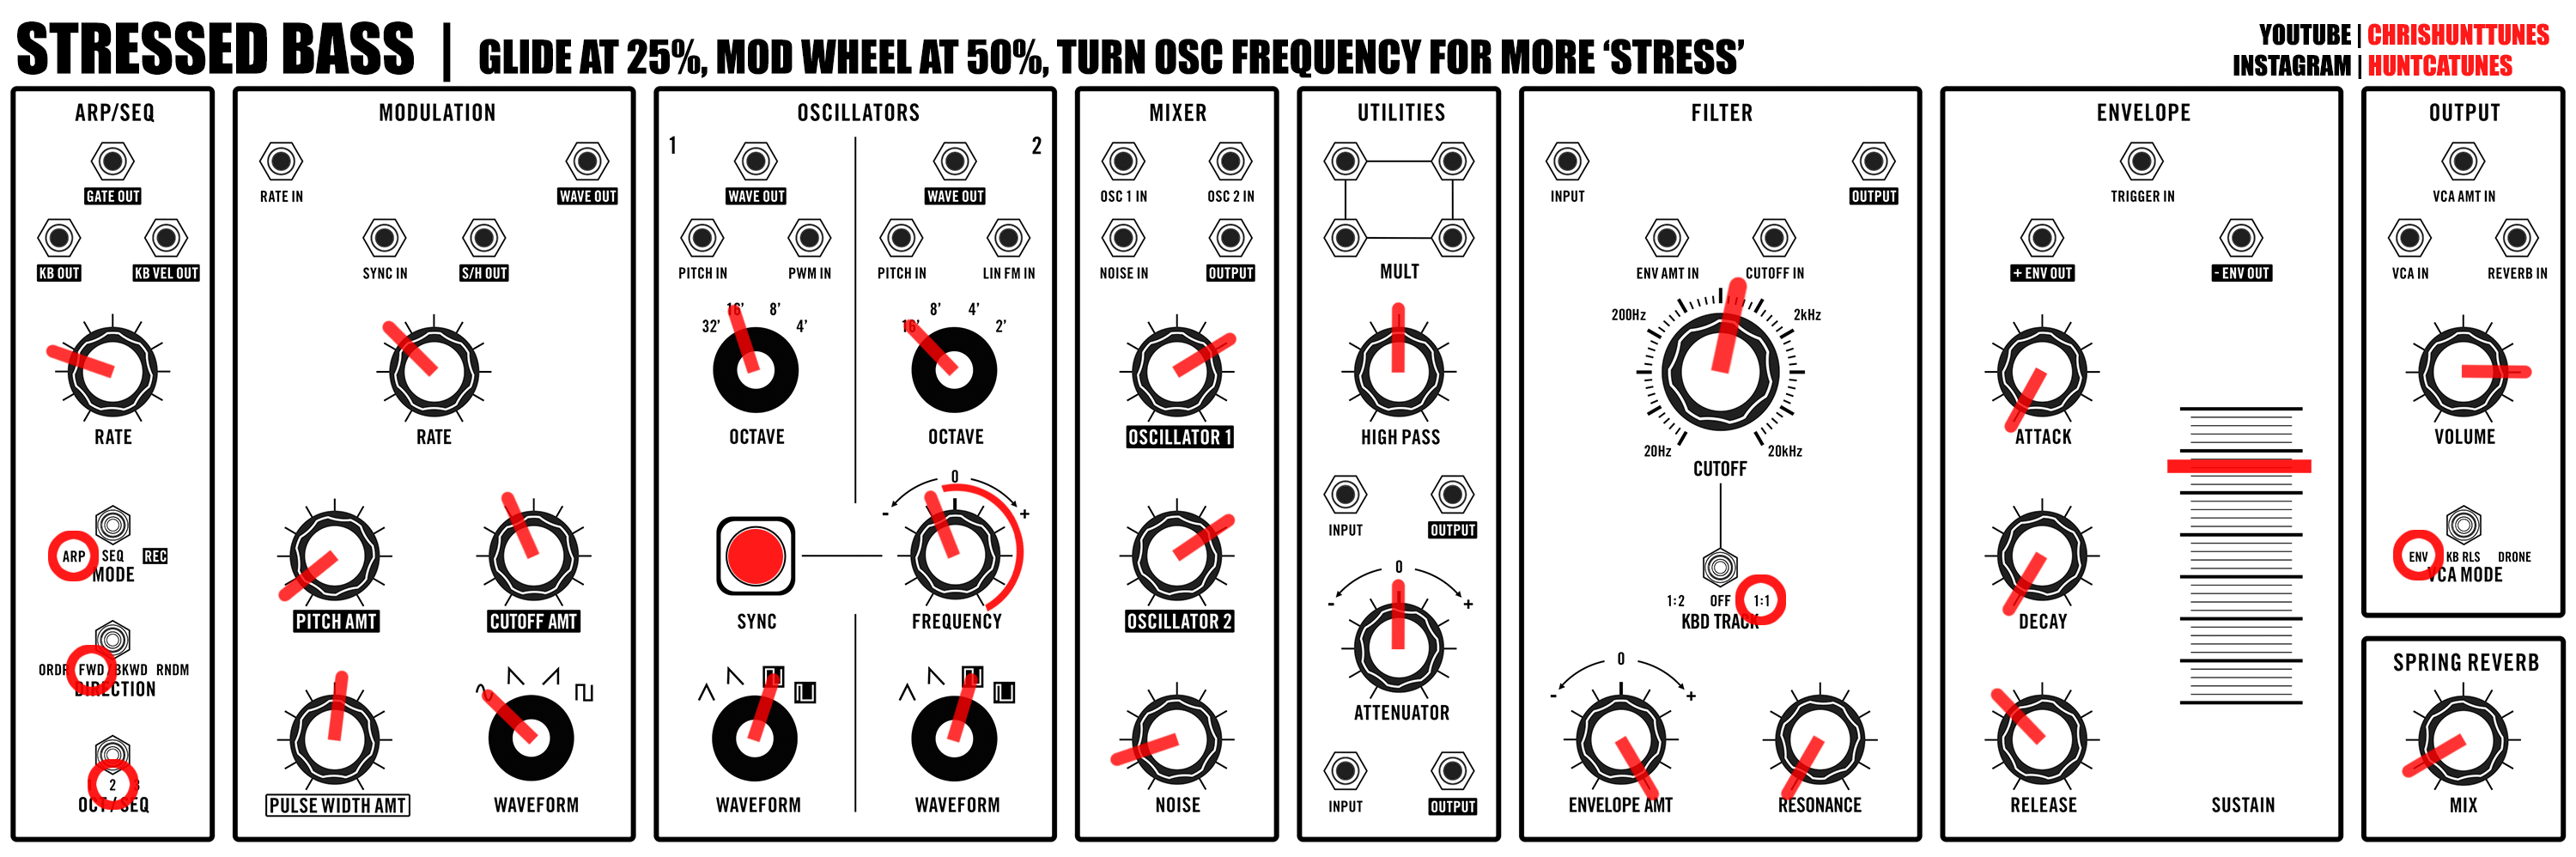 STRESSED BASS | GLIDE AT 25%, MOD WHEEL AT 50%, TURN OSC FREQUENCY FOR MORE ‘STRESS’
YOUTUBE | CHRISHUNTTUNES
INSTAGRAM | HUNTCATUNES
ARP/SEQ
GATE OUT
KB OUT KB VEL OUT
RATE
ARP SEQ REC
MODE
ORDR FWD BKWD RNDM
DIRECTION
2 3
OCT/SEQ
MODULATION
RATE IN WAVE OUT
SYNC IN S/H OUT
RATE
PITCH AMT CUTOFF AMT
PULSE WIDTH AMT WAVEFORM
OSCILLATORS
1 2
WAVE OUT WAVE OUT
PITCH IN PWM IN PITCH IN LIN FM IN
32’ 16’ 8’ 4’ 16’ 8’ 4’ 2’
OCTAVE OCTAVE
0
- +
SYNC FREQUENCY
WAVEFORM WAVEFORM
MIXER
OSC 1 IN OSC 2 IN
NOISE IN OUTPUT
OSCILLATOR 1
OSCILLATOR 2
NOISE
UTILITIES
MULT
HIGH PASS
INPUT OUTPUT
0
- +
ATTENUATOR
INPUT OUTPUT
FILTER
INPUT OUTPUT
ENV AMT IN CUTOFF IN
200Hz 2kHz
20Hz 20kHz
CUTOFF
1:2 OFF 1:1
KBD TRACK
0
- +
ENVELOPE AMT RESONANCE
ENVELOPE
TRIGGER IN
+ ENV OUT - ENV OUT
ATTACK
DECAY
RELEASE SUSTAIN
OUTPUT
VCA AMT IN
VCA IN REVERB IN
VOLUME
ENV KB RLS DRONE
VCA MODE
SPRING REVERB
MIX